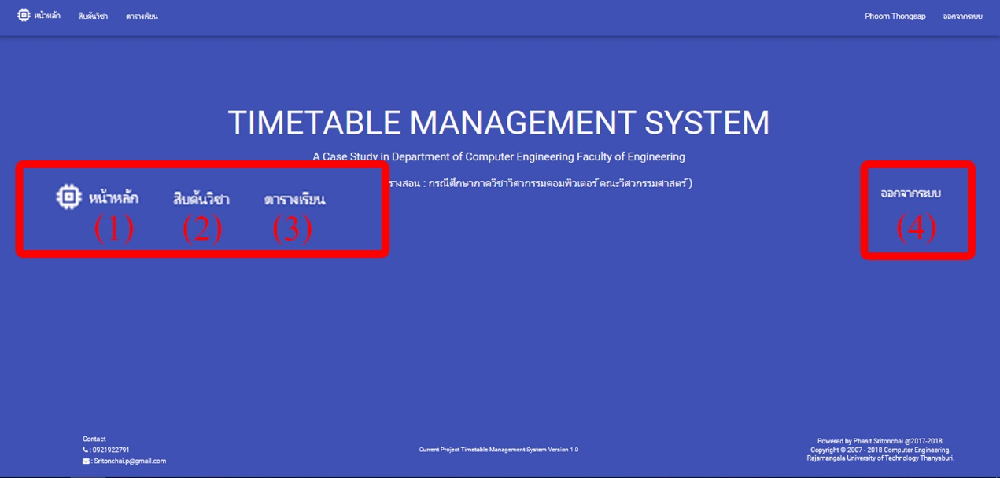 หน้าหลัก สืบค้นวิชา ตารางเรียน Phoom Thongsap ออกจากระบบ
TIMETABLE MANAGEMENT SYSTEM
A Case Study in Department of Computer Engineering Faculty of Engineering
รางสอน : กรณีศึกษาภาควิชาวิศวกรรมคอมพิวเตอร์ คณะวิศวกรรมศาสตร์ )
หน้าหลัก สืบค้นวิชา ตารางเรียน ออกจากระบบ
(1) (2) (3) (4)
Contact
: 0921922791
: Sritonchai.p@gmail.com
Current Project Timetable Management System Version 1.0
Powered by Phasit Sritonchai @2017-2018.
Copyright © 2007 - 2018 Computer Engineering.
Rajamangala University of Technology Thanyaburi.